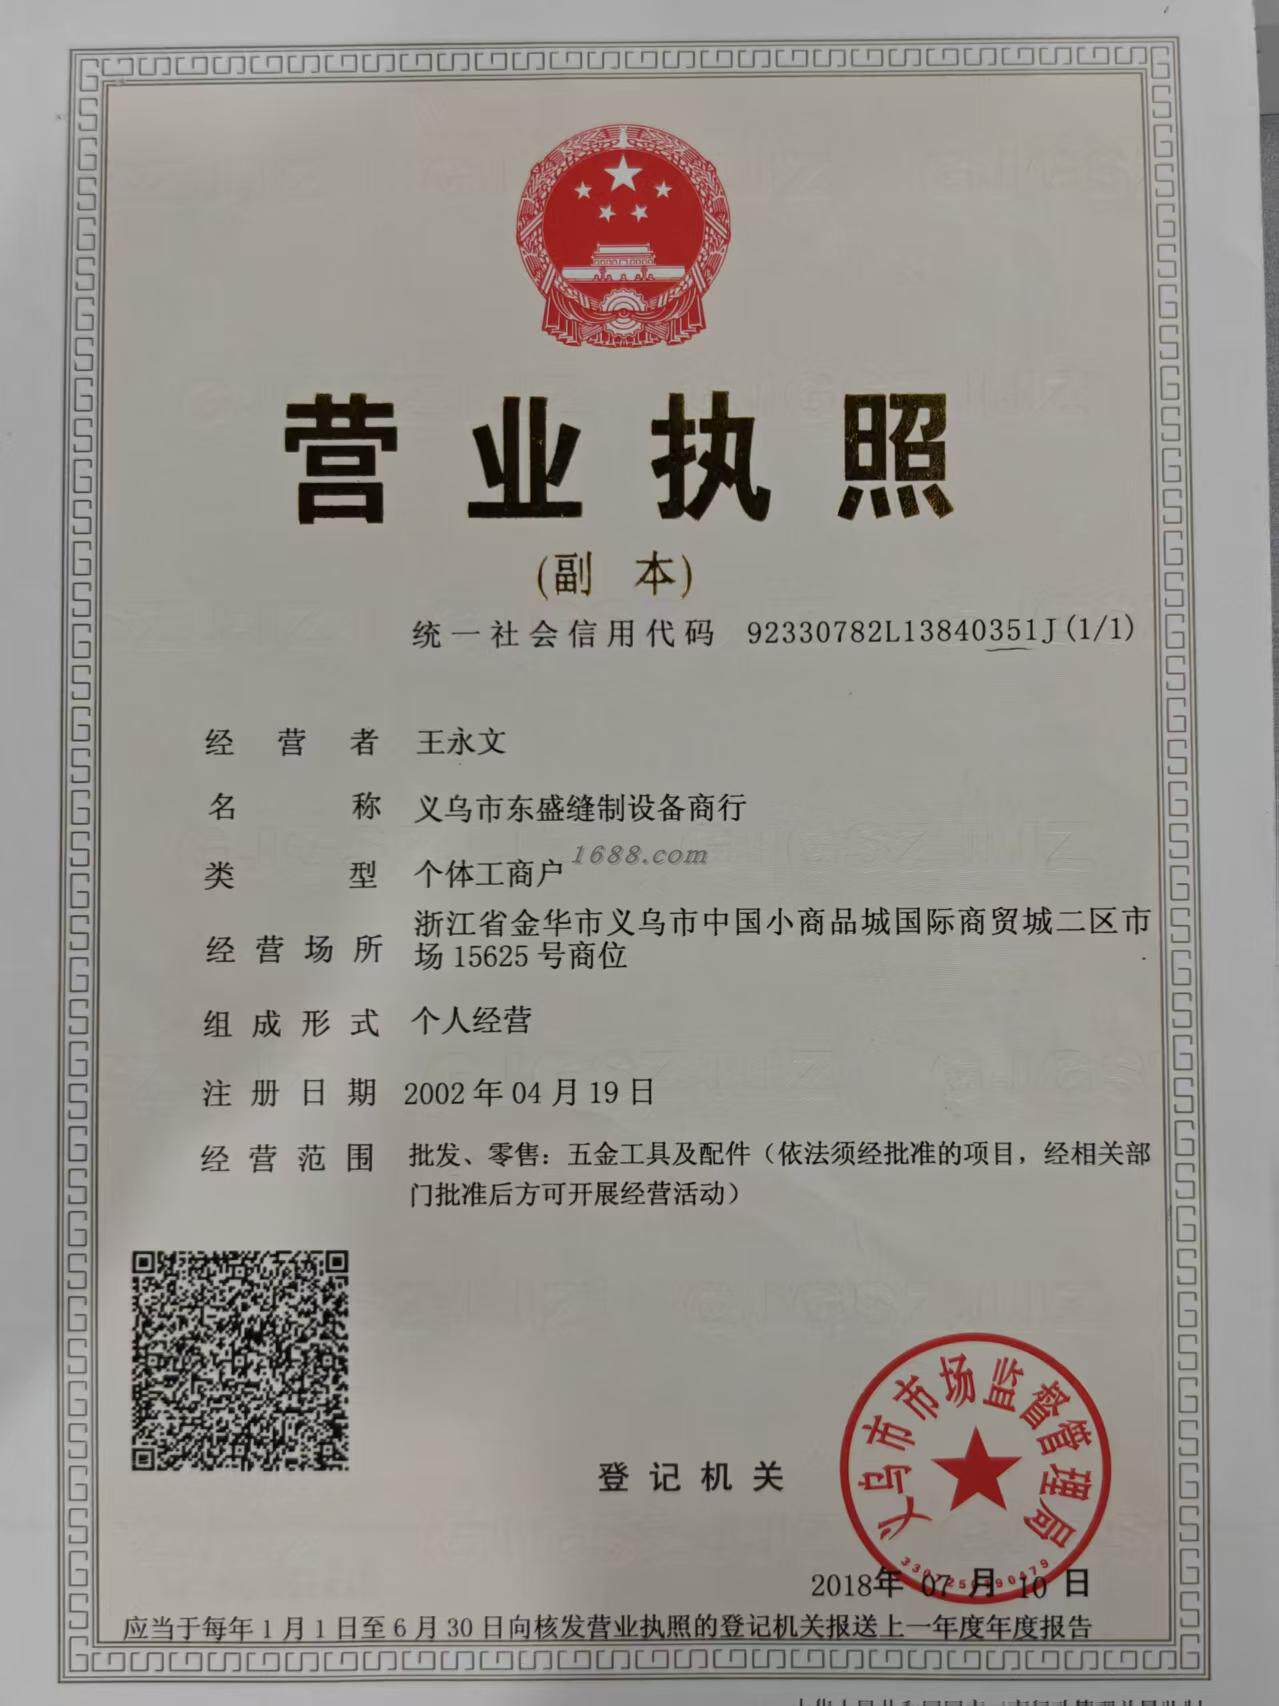 营业执照
(副 本)
统一社会信用代码 92330782L13840351J(1/1)
经营者 王永文
名称 义乌市东盛缝制设备商行
1688.com
类型 个体工商户
经营场所 浙江省金华市义乌市中国小商品城国际商贸城二区市
场15625号商位
组成形式 个人经营
注册日期 2002年04月19日
经营范围 批发、零售：五金工具及配件（依法须经批准的项目，经相关部
门批准后方可开展经营活动）
义乌市市场监督管理局
登记机关
2018年 07月 10日
应当于每年1月1日至6月30日向核发营业执照的登记机关报送上一年度年度报告